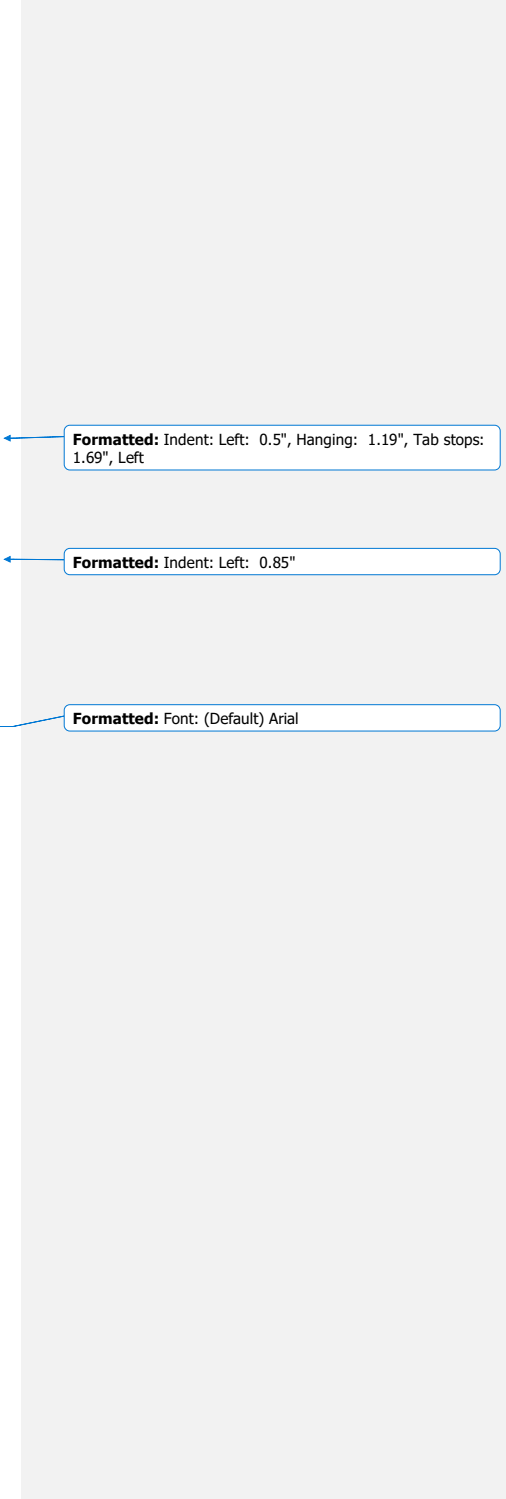 Formatted: Indent: Left:  0.5", Hanging:  1.19", Tab stops:
1.69", Left
Formatted: Indent: Left:  0.85"
Formatted: Font: (Default) Arial